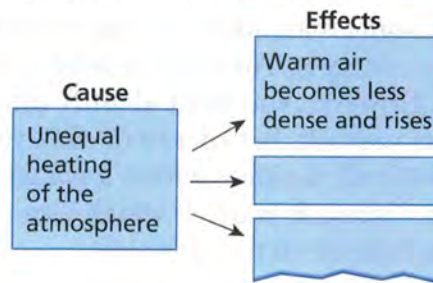 Effects
Warm air
becomes less
dense and rises
Cause
Unequal
heating
of the
atmosphere